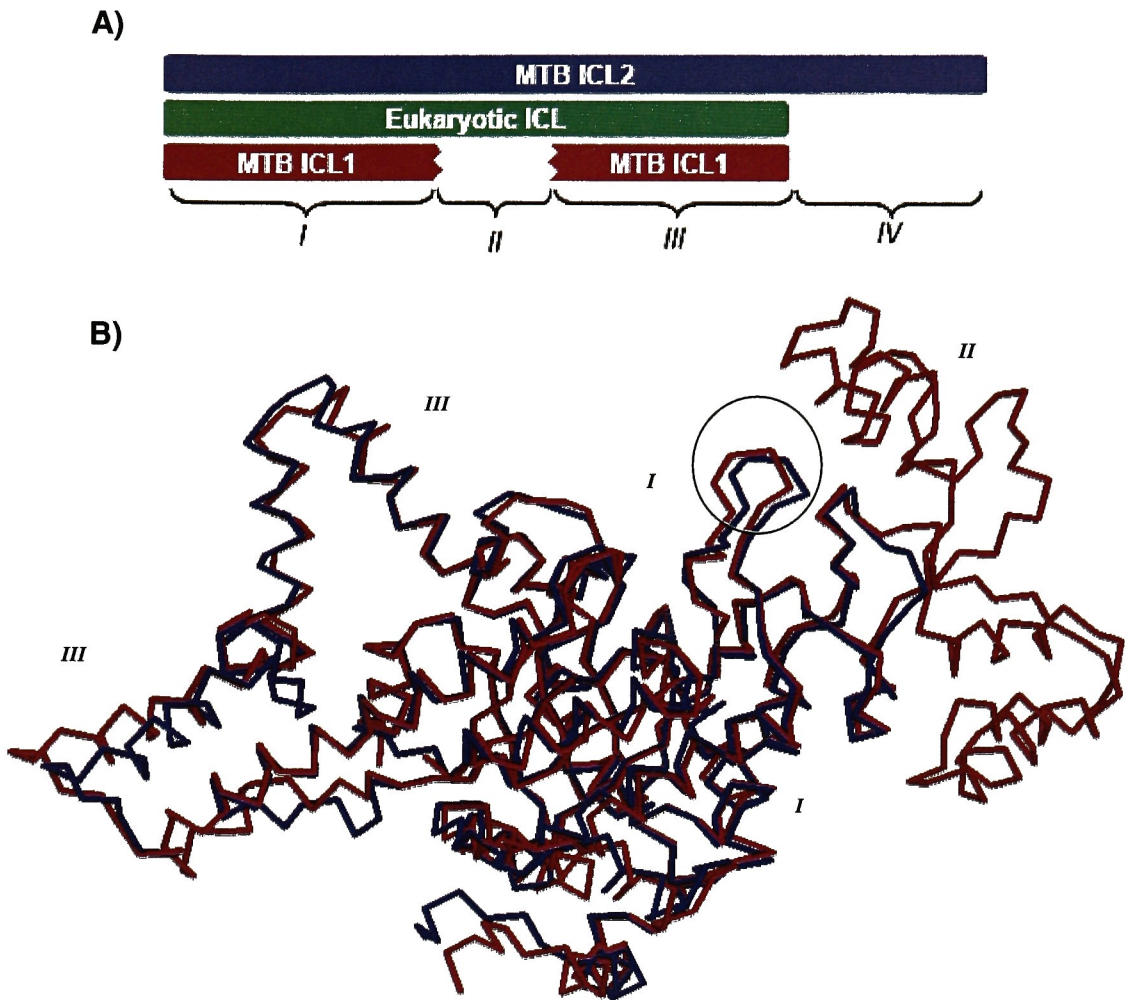 A)
MTB ICL2
Eukaryotic ICL
MTB ICL1 MTB ICL1
I II III IV
B)
II
III
I
III
I